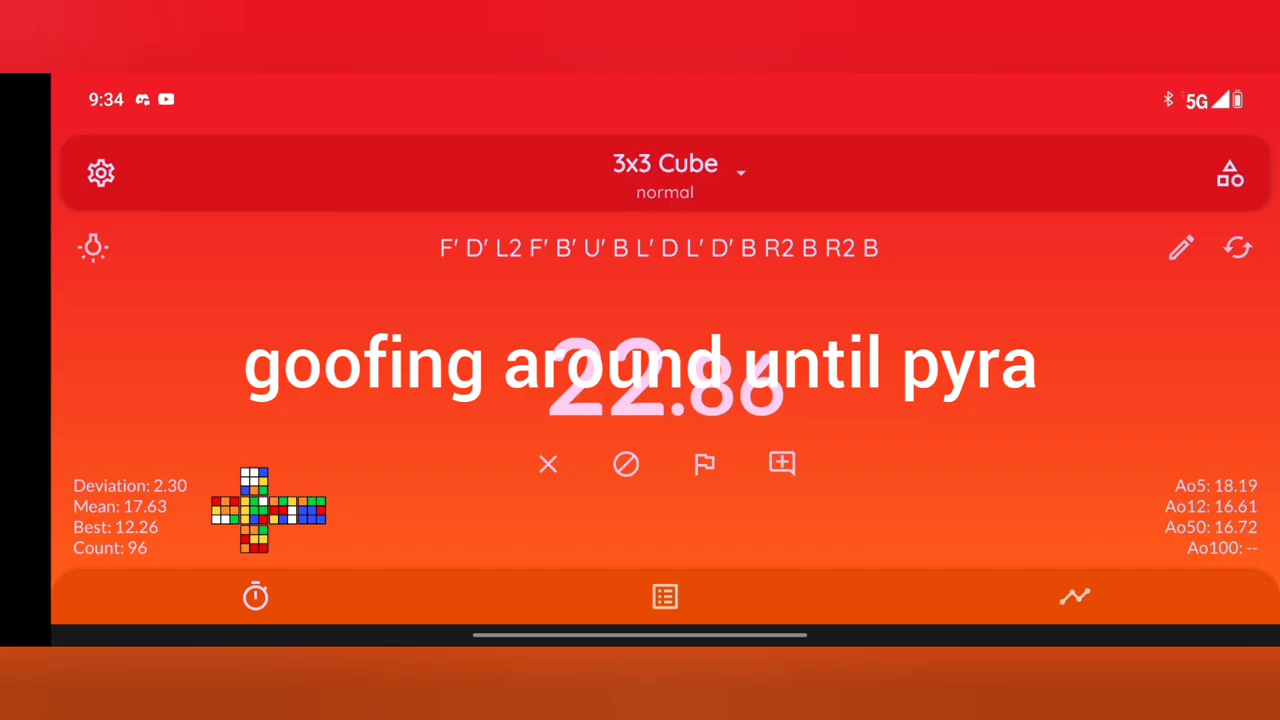 9:34
5G
3x3 Cube
normal
F' D' L2 F' B' U' B L' D L' D' B R2 B R2 B
goofing around until pyra
22.86
Deviation: 2.30
Mean: 17.63
Best: 12.26
Count: 96
Ao5: 18.19
Ao12: 16.61
Ao50: 16.72
Ao100: --